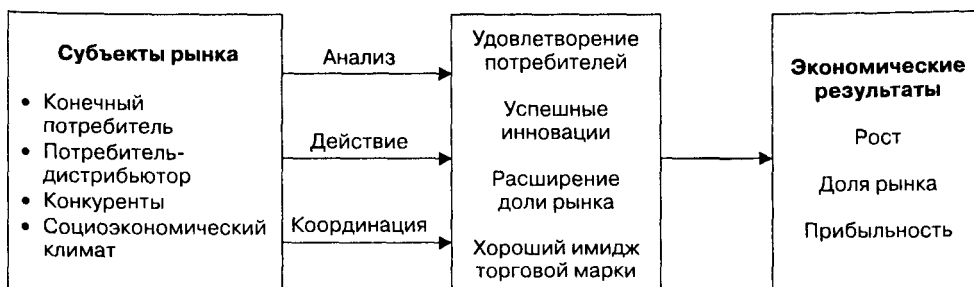 Субъекты рынка
• Конечный
потребитель
• Потребитель-
дистрибьютор
• Конкуренты
• Социоэкономический
климат
Анализ
Действие
Координация
Удовлетворение
потребителей
Успешные
инновации
Расширение
доли рынка
Хороший имидж
торговой марки
Экономические
результаты
Рост
Доля рынка
Прибыльность